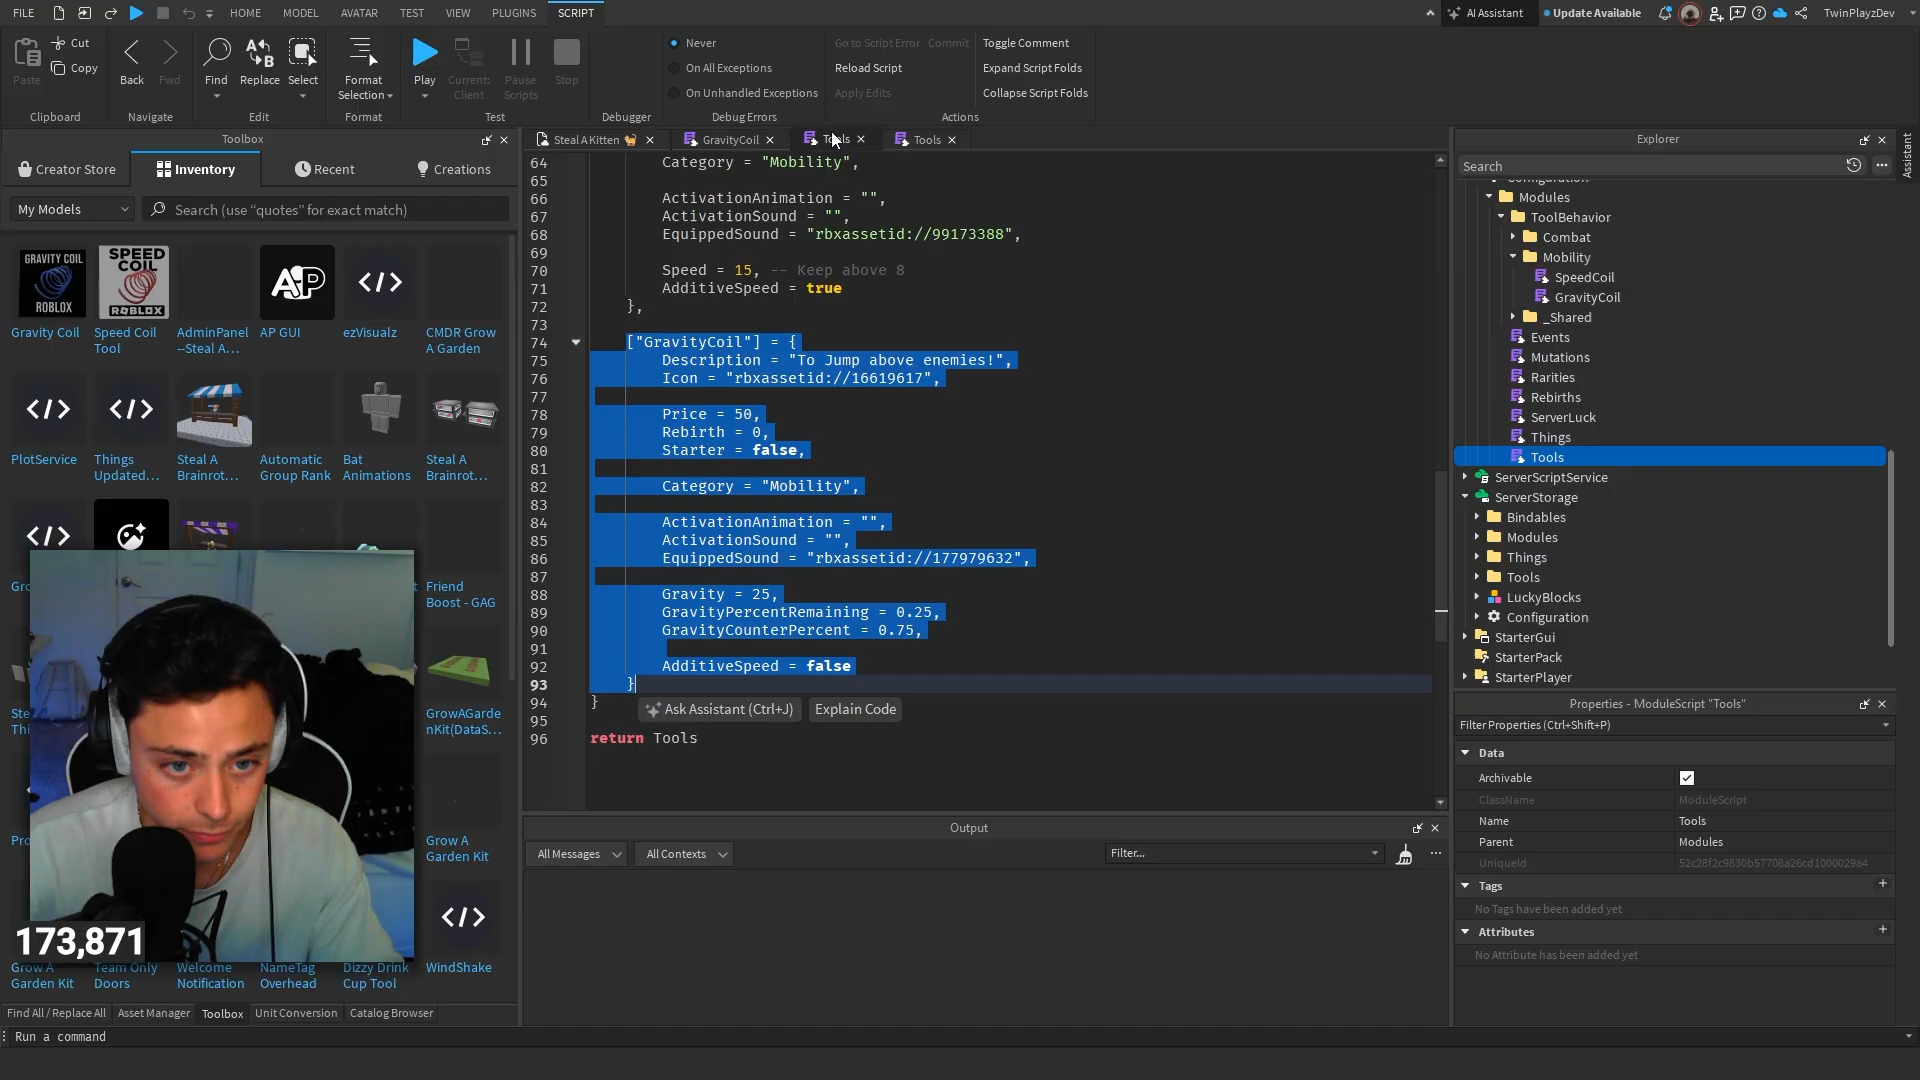 FILE
HOME
MODEL
AVATAR
TEST
VIEW
PLUGINS
SCRIPT
AI Assistant
Update Available
TwinPlayzDev
Paste
Cut
Copy
Clipboard
Back
Fwd
Navigate
Find
Replace
Select
Edit
Format
Selection
Format
Play
Current:
Client
Pause
Scripts
Stop
Test
Debugger
Never
On All Exceptions
On Unhandled Exceptions
Debug Errors
Go to Script Error
Commit
Reload Script
Apply Edits
Toggle Comment
Expand Script Folds
Collapse Script Folds
Actions
Toolbox
Creator Store
Inventory
Recent
Creations
My Models
Search (use “quotes” for exact match)
GRAVITY COIL
ROBLOX
SPEED
COIL
ROBLOX
AP
Gravity Coil
Speed Coil
Tool
AdminPanel
--Steal A...
AP GUI
ezVisualz
CMDR Grow
A Garden
PlotService
Things
Updated...
Steal A
Brainrot...
Automatic
Group Rank
Bat
Animations
Steal A
Brainrot...
Friend
Boost - GAG
GrowAGarde
nKit(DataS...
Grow A
Garden Kit
173,871
Grow A
Garden Kit
Team Only
Doors
Welcome
Notification
NameTag
Overhead
Dizzy Drink
Cup Tool
WindShake
Find All / Replace All
Asset Manager
Toolbox
Unit Conversion
Catalog Browser
Run a command
Steal A Kitten
GravityCoil
Tools
Tools
64 Category = "Mobility",
65
66 ActivationAnimation = "",
67 ActivationSound = "",
68 EquippedSound = "rbxassetid://99173388",
69
70 Speed = 15, -- Keep above 8
71 AdditiveSpeed = true
72 },
73
74 ["GravityCoil"] = {
75 Description = "To Jump above enemies!",
76 Icon = "rbxassetid://16619617",
77
78 Price = 50,
79 Rebirth = 0,
80 Starter = false,
81
82 Category = "Mobility",
83
84 ActivationAnimation = "",
85 ActivationSound = "",
86 EquippedSound = "rbxassetid://177979632",
87
88 Gravity = 25,
89 GravityPercentRemaining = 0.25,
90 GravityCounterPercent = 0.75,
91
92 AdditiveSpeed = false
93 }
94 }
95
96 return Tools
Ask Assistant (Ctrl+J)
Explain Code
Output
All Messages
All Contexts
Filter...
Explorer
Search
Modules
ToolBehavior
Combat
Mobility
SpeedCoil
GravityCoil
_Shared
Events
Mutations
Rarities
Rebirths
ServerLuck
Things
Tools
ServerScriptService
ServerStorage
Bindables
Modules
Things
Tools
LuckyBlocks
Configuration
StarterGui
StarterPack
StarterPlayer
Assistant
Properties - ModuleScript "Tools"
Filter Properties (Ctrl+Shift+P)
Data
Archivable
ClassName
ModuleScript
Name
Tools
Parent
Modules
UniqueId
52c28f2c9830b57708a26cd1000029a4
Tags
No Tags have been added yet
Attributes
No Attribute has been added yet